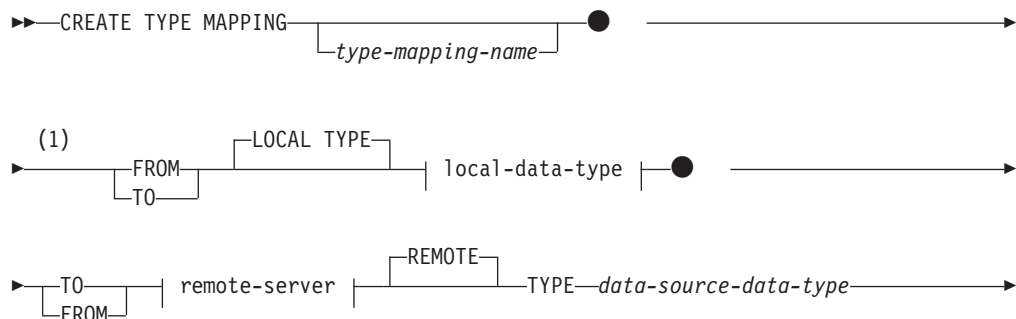 CREATE TYPE MAPPING
type-mapping-name
(1)
LOCAL TYPE
FROM local-data-type
TO
REMOTE
TO remote-server TYPE data-source-data-type
FROM